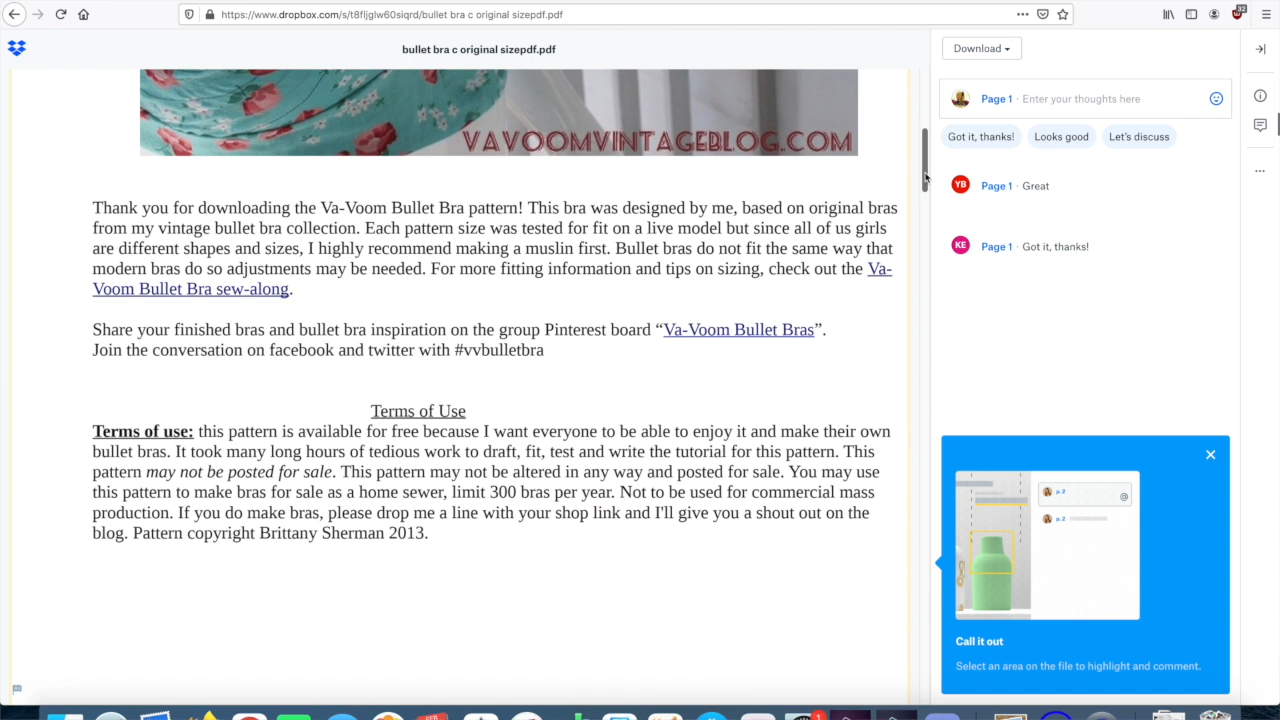 https://www.dropbox.com/s/t8fljglw60siqrd/bullet bra c original sizepdf.pdf
32
bullet bra c original sizepdf.pdf
Download
VAVOOMVINTAGEBLOG.COM
Thank you for downloading the Va-Voom Bullet Bra pattern! This bra was designed by me, based on original bras
from my vintage bullet bra collection. Each pattern size was tested for fit on a live model but since all of us girls
are different shapes and sizes, I highly recommend making a muslin first. Bullet bras do not fit the same way that
modern bras do so adjustments may be needed. For more fitting information and tips on sizing, check out the Va-
Voom Bullet Bra sew-along.
Share your finished bras and bullet bra inspiration on the group Pinterest board “Va-Voom Bullet Bras”.
Join the conversation on facebook and twitter with #vvbulletbra
Terms of Use
Terms of use: this pattern is available for free because I want everyone to be able to enjoy it and make their own
bullet bras. It took many long hours of tedious work to draft, fit, test and write the tutorial for this pattern. This
pattern may not be posted for sale. This pattern may not be altered in any way and posted for sale. You may use
this pattern to make bras for sale as a home sewer, limit 300 bras per year. Not to be used for commercial mass
production. If you do make bras, please drop me a line with your shop link and I'll give you a shout out on the
blog. Pattern copyright Brittany Sherman 2013.
Page 1 · Enter your thoughts here
Got it, thanks! Looks good Let's discuss
YB Page 1 · Great
KE Page 1 · Got it, thanks!
p. 2
@
p. 2
Call it out
Select an area on the file to highlight and comment.
1